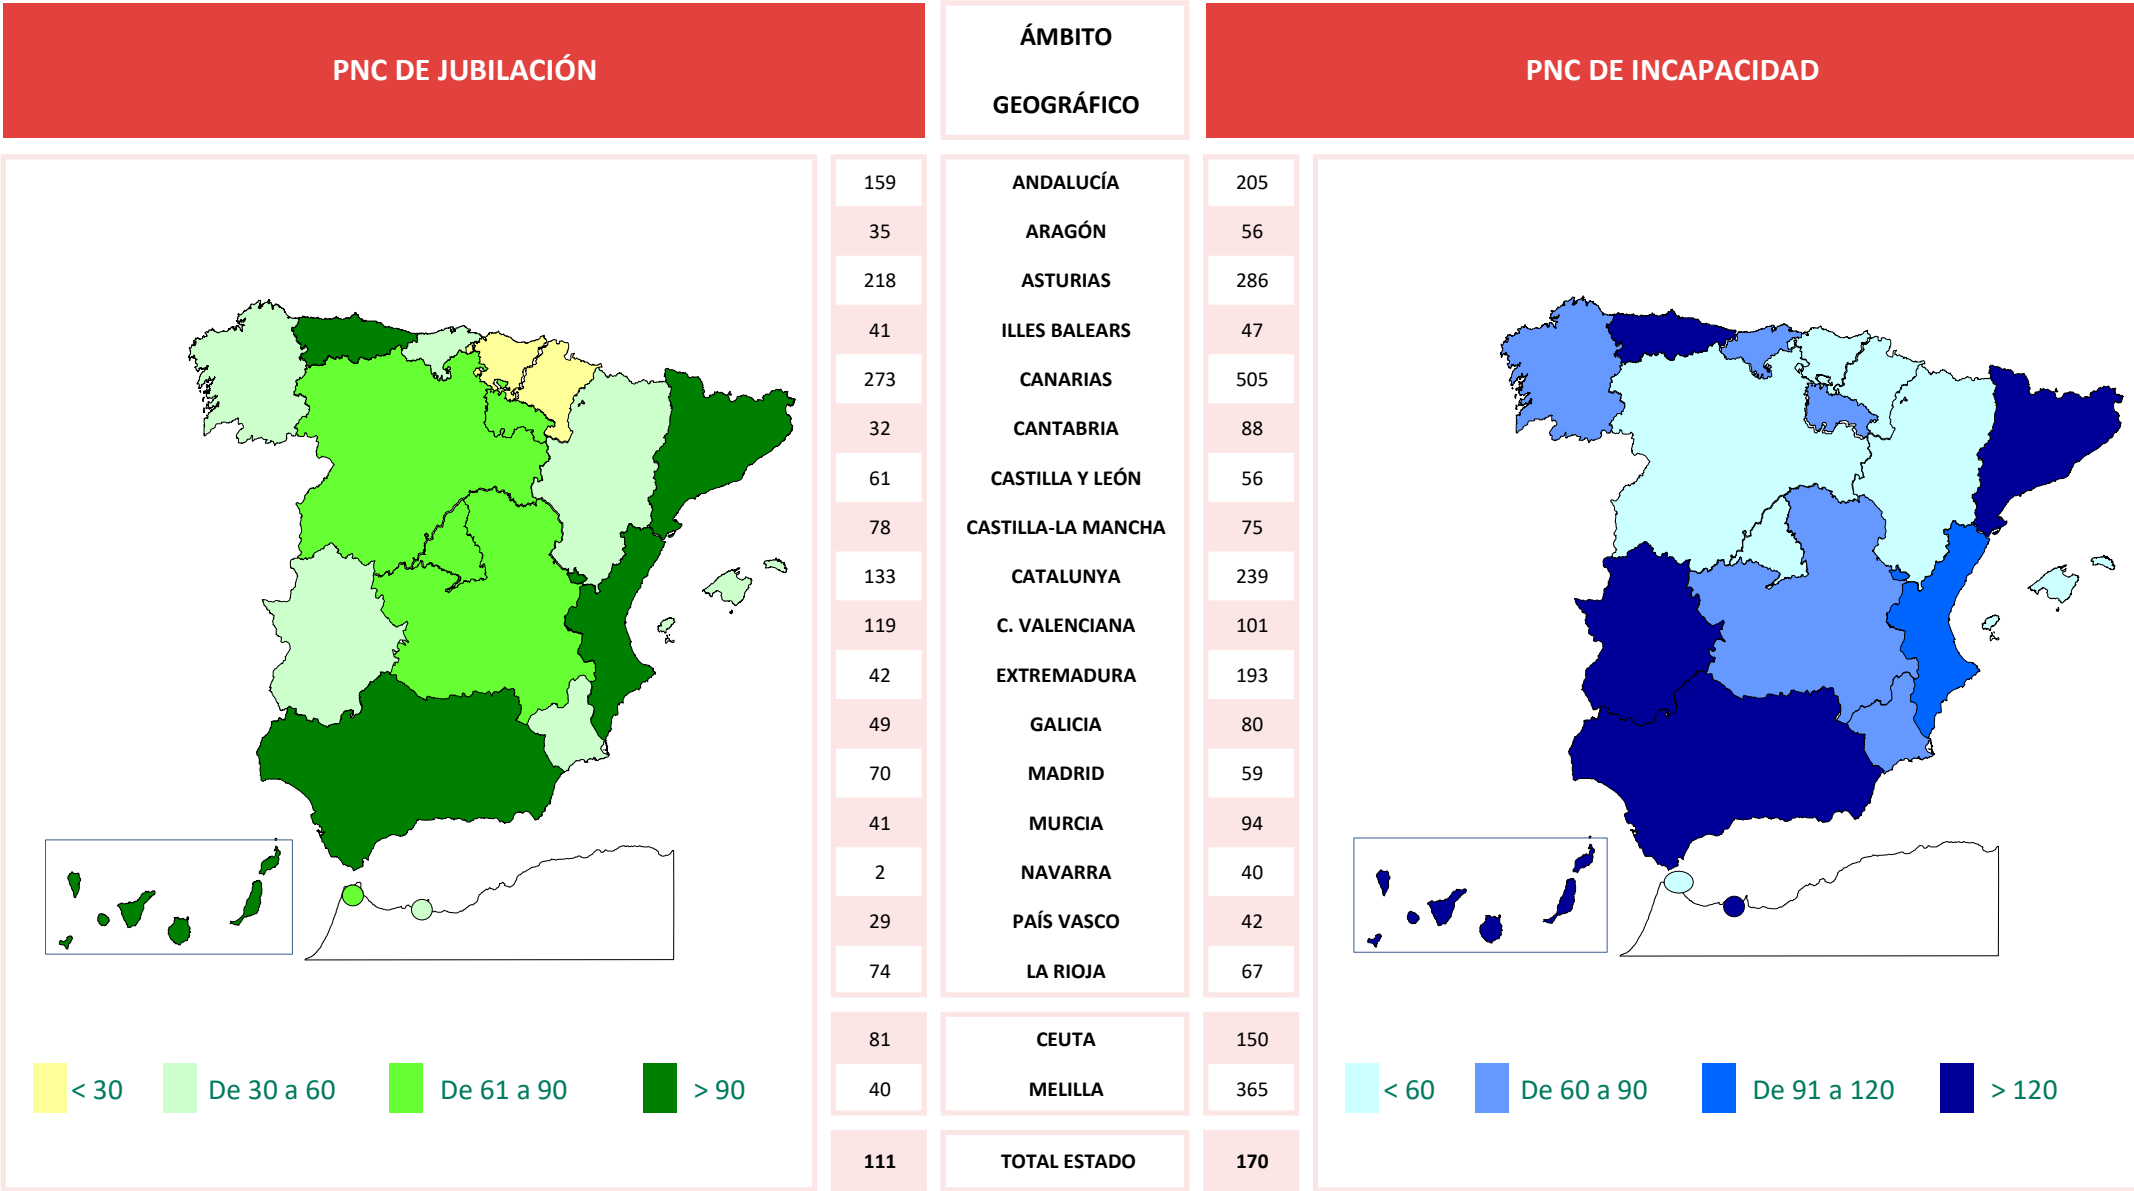 PNC DE JUBILACIÓN
ÁMBITO
GEOGRÁFICO
PNC DE INCAPACIDAD
159 ANDALUCÍA 205
35 ARAGÓN 56
218 ASTURIAS 286
41 ILLES BALEARS 47
273 CANARIAS 505
32 CANTABRIA 88
61 CASTILLA Y LEÓN 56
78 CASTILLA-LA MANCHA 75
133 CATALUNYA 239
119 C. VALENCIANA 101
42 EXTREMADURA 193
49 GALICIA 80
70 MADRID 59
41 MURCIA 94
2 NAVARRA 40
29 PAÍS VASCO 42
74 LA RIOJA 67
81 CEUTA 150
40 MELILLA 365
111 TOTAL ESTADO 170
< 30 De 30 a 60 De 61 a 90 > 90
< 60 De 60 a 90 De 91 a 120 > 120